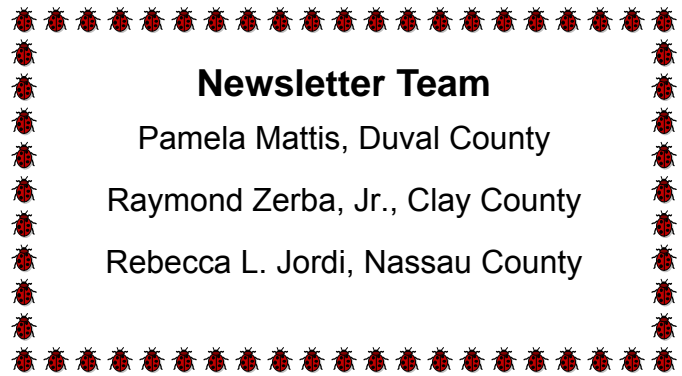 Newsletter Team
Pamela Mattis, Duval County
Raymond Zerba, Jr., Clay County
Rebecca L. Jordi, Nassau County